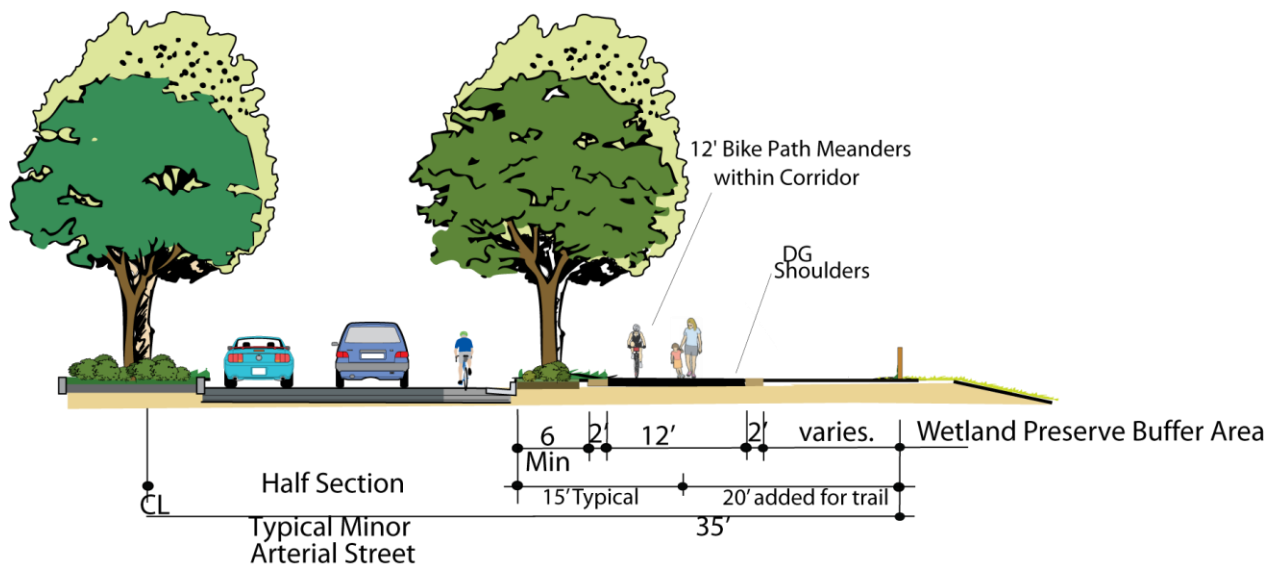 12' Bike Path Meanders
within Corridor
DG
Shoulders
6
Min
2'
12'
2'
varies.
Wetland Preserve Buffer Area
Half Section
15' Typical
20' added for trail
CL
Typical Minor
Arterial Street
35'